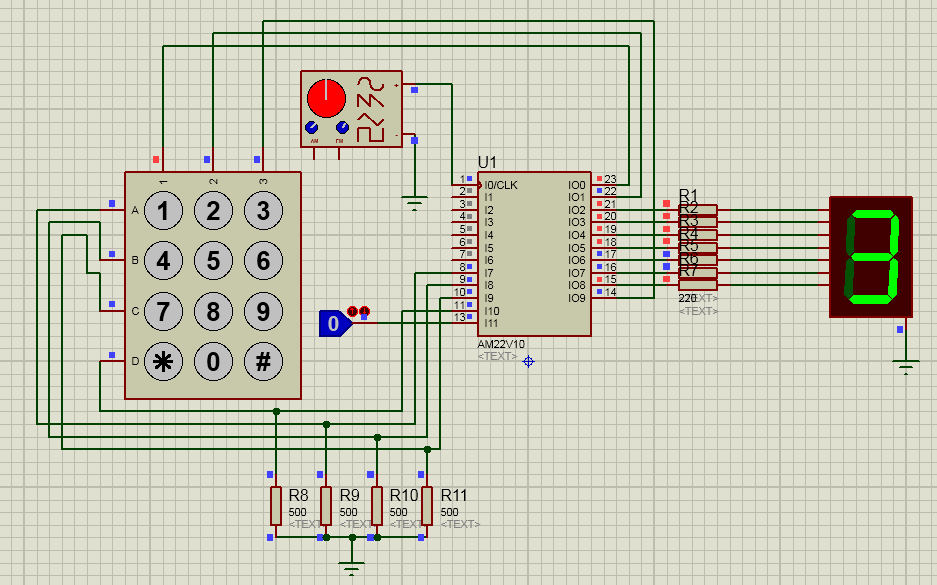 +
AM FM
-
U1
1 I0/CLK IO0 23
2 I1 IO1 22
3 I2 IO2 21
4 I3 IO3 20
5 I4 IO4 19
6 I5 IO5 18
7 I6 IO6 17
8 I7 IO7 16
9 I8 IO8 15
10 I9 IO9 14
11 I10
13 I11
AM22V10
<TEXT>
1 2 3
A 1 2 3
B 4 5 6
C 7 8 9
D * 0 #
0
R1
R2
R3
R4
R5
R6
R7
220
<TEXT>
3
R8 R9 R10 R11
500 500 500 500
<TEXT> <TEXT> <TEXT> <TEXT>